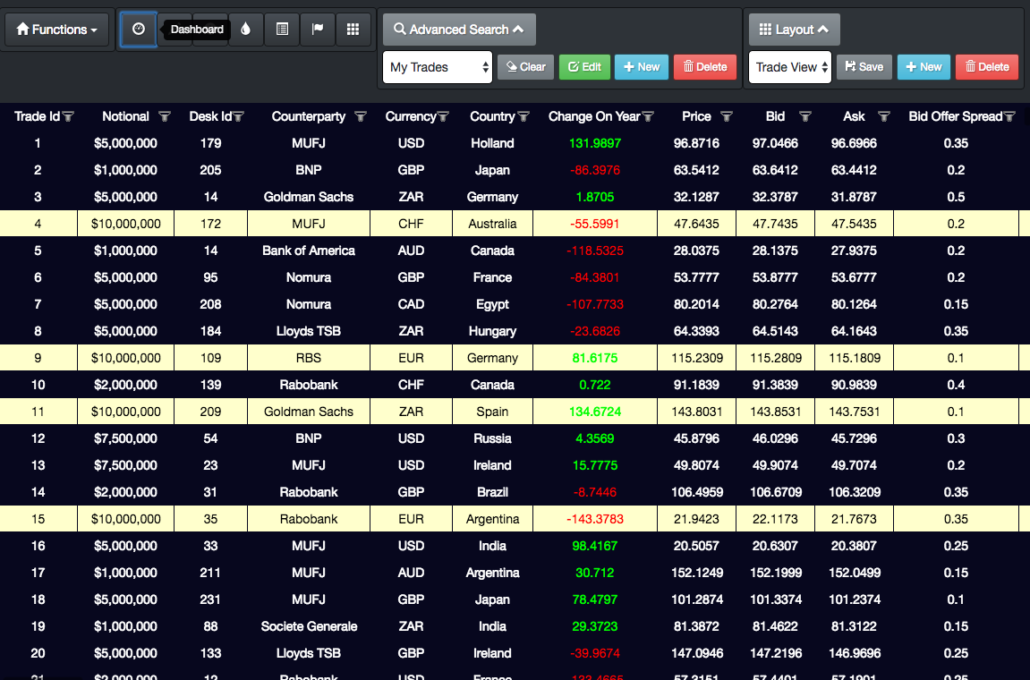 Functions Dashboard Advanced Search Layout
My Trades Clear Edit New Delete Trade View Save New Delete
Trade Id Notional Desk Id Counterparty Currency Country Change On Year Price Bid Ask Bid Offer Spread
1 $5,000,000 179 MUFJ USD Holland 131.9897 96.8716 97.0466 96.6966 0.35
2 $1,000,000 205 BNP GBP Japan -86.3976 63.5412 63.6412 63.4412 0.2
3 $5,000,000 14 Goldman Sachs ZAR Germany 1.8705 32.1287 32.3787 31.8787 0.5
4 $10,000,000 172 MUFJ CHF Australia -55.5991 47.6435 47.7435 47.5435 0.2
5 $1,000,000 14 Bank of America AUD Canada -118.5325 28.0375 28.1375 27.9375 0.2
6 $5,000,000 95 Nomura GBP France -84.3801 53.7777 53.8777 53.6777 0.2
7 $5,000,000 208 Nomura CAD Egypt -107.7733 80.2014 80.2764 80.1264 0.15
8 $5,000,000 184 Lloyds TSB ZAR Hungary -23.6826 64.3393 64.5143 64.1643 0.35
9 $10,000,000 109 RBS EUR Germany 81.6175 115.2309 115.2809 115.1809 0.1
10 $2,000,000 139 Rabobank CHF Canada 0.722 91.1839 91.3839 90.9839 0.4
11 $10,000,000 209 Goldman Sachs ZAR Spain 134.6724 143.8031 143.8531 143.7531 0.1
12 $7,500,000 54 BNP USD Russia 4.3569 45.8796 46.0296 45.7296 0.3
13 $7,500,000 23 MUFJ USD Ireland 15.7775 49.8074 49.9074 49.7074 0.2
14 $2,000,000 31 Rabobank GBP Brazil -8.7446 106.4959 106.6709 106.3209 0.35
15 $10,000,000 35 Rabobank EUR Argentina -143.3783 21.9423 22.1173 21.7673 0.35
16 $5,000,000 33 MUFJ USD India 98.4167 20.5057 20.6307 20.3807 0.25
17 $1,000,000 211 MUFJ AUD Argentina 30.712 152.1249 152.1999 152.0499 0.15
18 $5,000,000 231 MUFJ GBP Japan 78.4797 101.2874 101.3374 101.2374 0.1
19 $1,000,000 88 Societe Generale ZAR India 29.3723 81.3872 81.4622 81.3122 0.15
20 $5,000,000 133 Lloyds TSB GBP Ireland -39.9674 147.0946 147.2196 146.9696 0.25
21 $2,000,000 12 Rabobank USD France